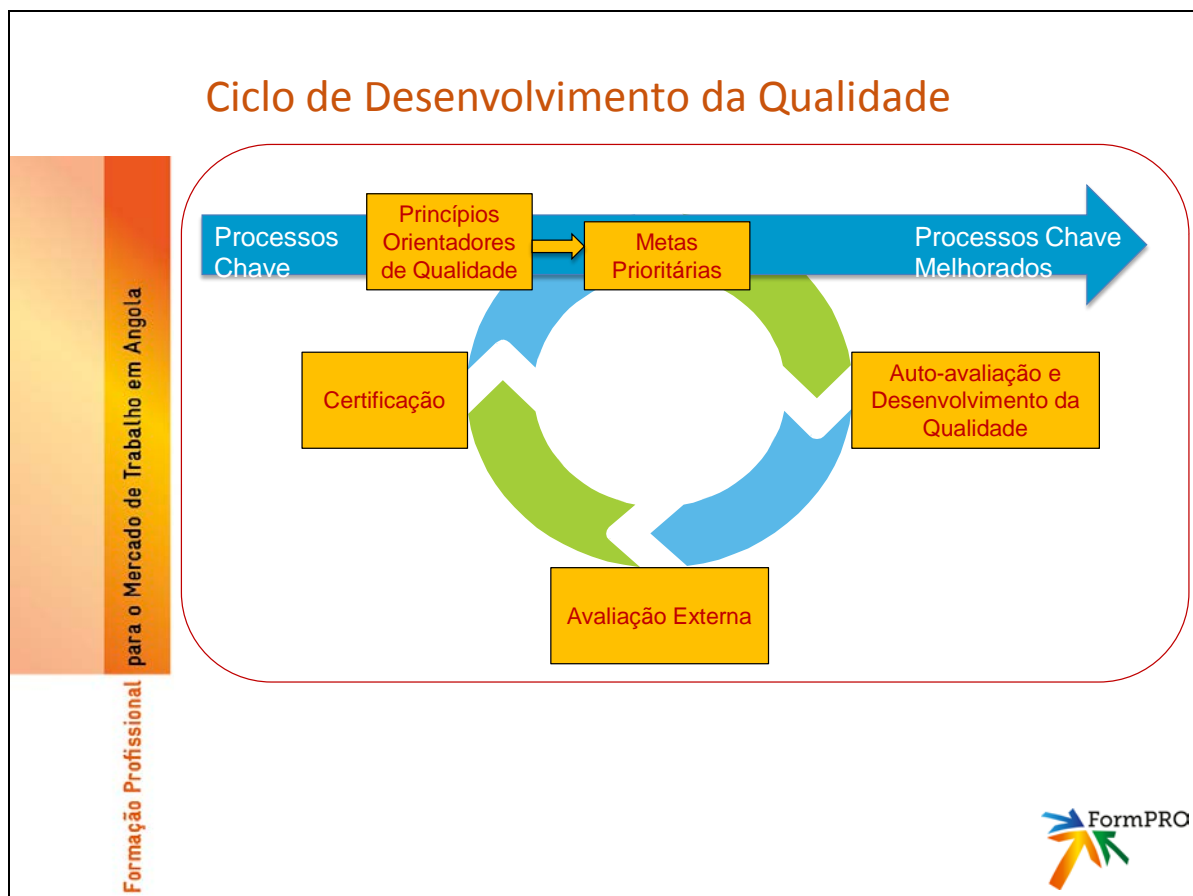 Ciclo de Desenvolvimento da Qualidade
Processos
Chave
Princípios
Orientadores
de Qualidade
Metas
Prioritárias
Processos Chave
Melhorados
Certificação
Auto-avaliação e
Desenvolvimento da
Qualidade
Avaliação Externa
Formação Profissional para o Mercado de Trabalho em Angola
FormPRO